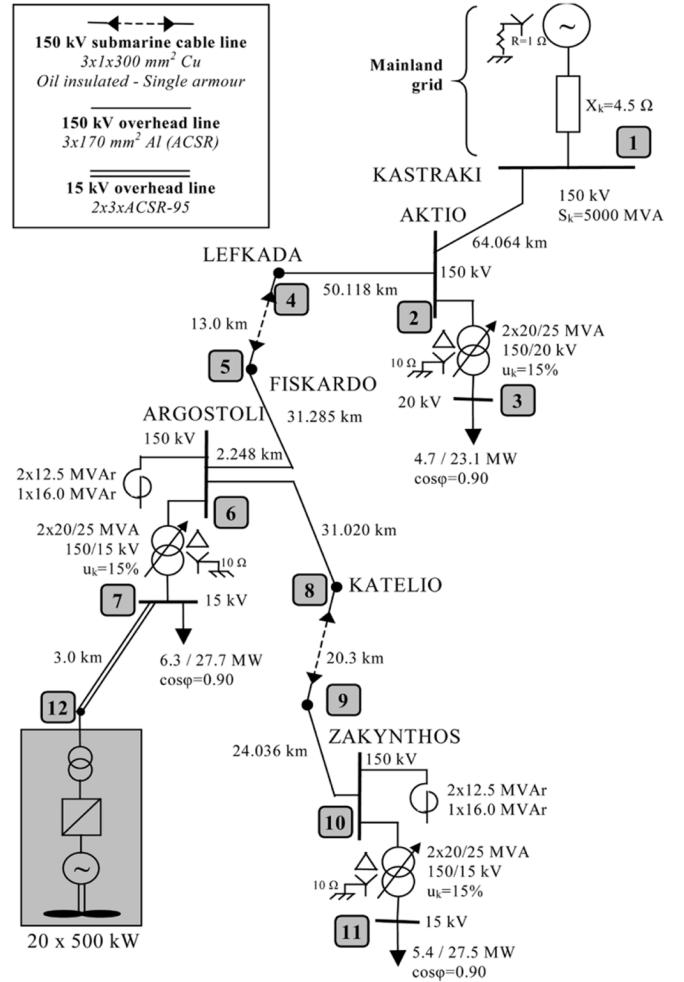 150 kV submarine cable line
3x1x300 mm² Cu
Oil insulated - Single armour
150 kV overhead line
3x170 mm² Al (ACSR)
15 kV overhead line
2x3xACSR-95
R=1 Ω
~
Mainland
grid
Xₖ=4.5 Ω
1
KASTRAKI
150 kV
Sₖ=5000 MVA
AKTIO
64.064 km
LEFKADA
150 kV
50.118 km
4
2
13.0 km
2x20/25 MVA
150/20 kV
uₖ=15%
10 Ω
5
FISKARDO
20 kV
3
31.285 km
ARGOSTOLI
150 kV
2.248 km
4.7 / 23.1 MW
cosφ=0.90
2x12.5 MVAr
1x16.0 MVAr
6
2x20/25 MVA
150/15 kV
uₖ=15%
10 Ω
31.020 km
8
KATELIO
7
15 kV
3.0 km
6.3 / 27.7 MW
cosφ=0.90
20.3 km
12
9
ZAKYNTHOS
24.036 km
150 kV
2x12.5 MVAr
1x16.0 MVAr
10
2x20/25 MVA
150/15 kV
uₖ=15%
10 Ω
~
11
15 kV
20 x 500 kW
5.4 / 27.5 MW
cosφ=0.90